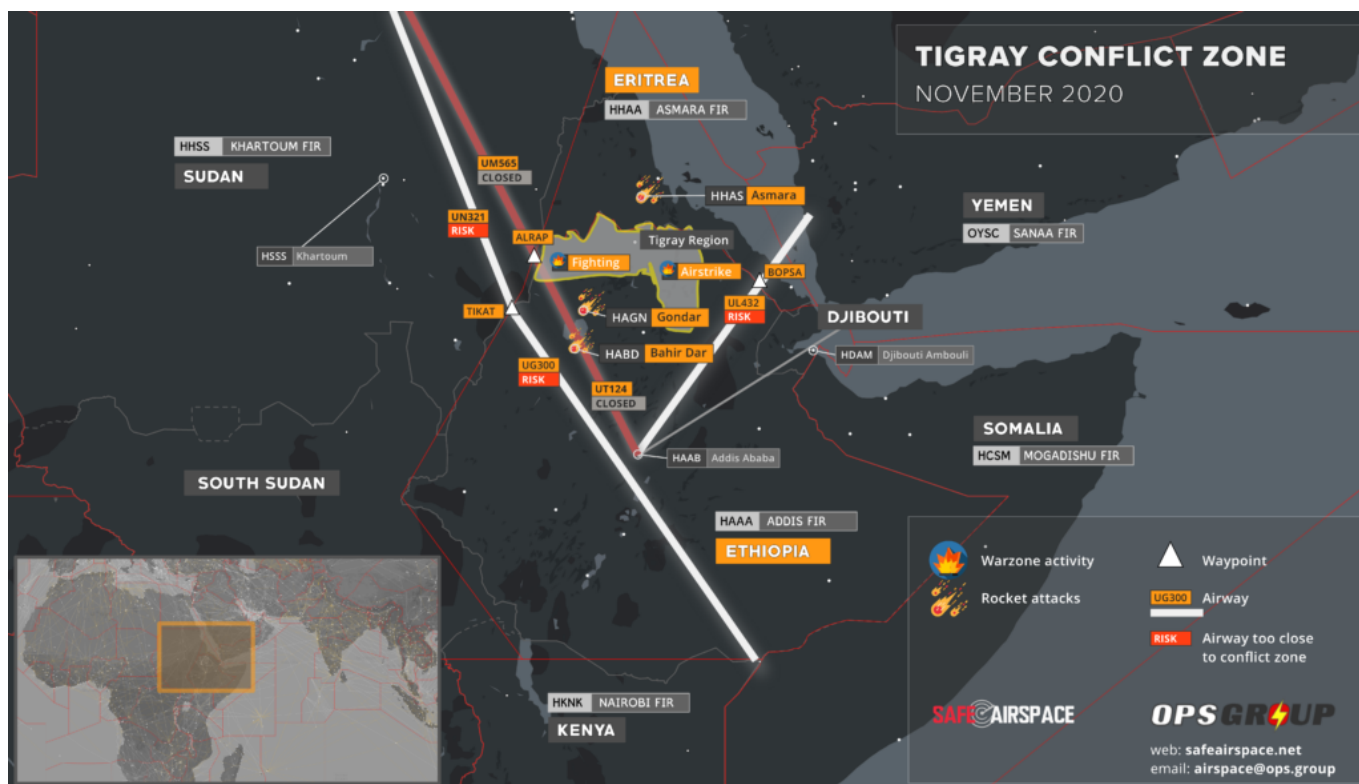 TIGRAY CONFLICT ZONE
NOVEMBER 2020
ERITREA
HHAA ASMARA FIR
HHSS KHARTOUM FIR
SUDAN
UM565
CLOSED
HHAS Asmara
YEMEN
OYSC SANAA FIR
UN321
RISK
ALRAP
Tigray Region
HSSS Khartoum
Fighting
Airstrike
BOPSA
TIKAT
HAGN Gondar
UL432
RISK
DJIBOUTI
HABD Bahir Dar
HDAM Djibouti Ambouli
UG300
RISK
UT124
CLOSED
SOMALIA
HCSM MOGADISHU FIR
HAAB Addis Ababa
SOUTH SUDAN
HAAA ADDIS FIR
ETHIOPIA
Warzone activity
Waypoint
Rocket attacks
UG300 Airway
RISK Airway too close
to conflict zone
HKNK NAIROBI FIR
KENYA
SAFEAIRSPACE
OPSGROUP
web: safeairspace.net
email: airspace@ops.group